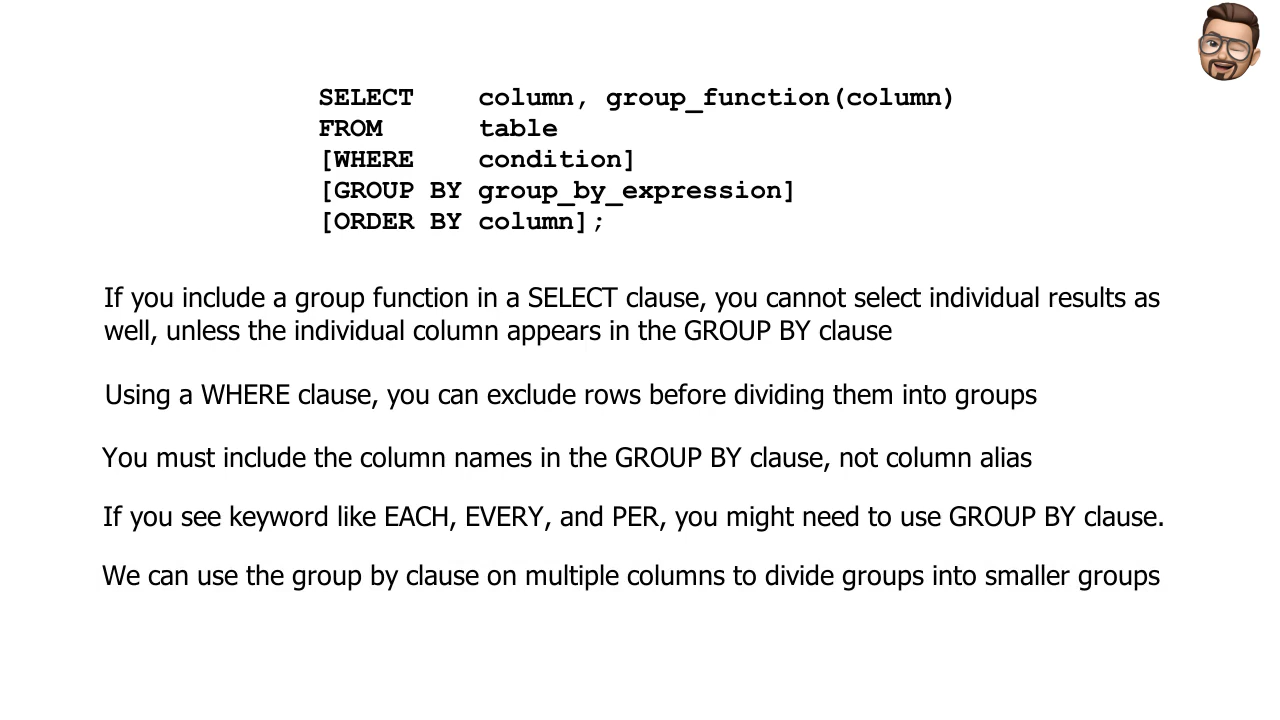 SELECT column, group_function(column)
FROM table
[WHERE condition]
[GROUP BY group_by_expression]
[ORDER BY column];
If you include a group function in a SELECT clause, you cannot select individual results as
well, unless the individual column appears in the GROUP BY clause
Using a WHERE clause, you can exclude rows before dividing them into groups
You must include the column names in the GROUP BY clause, not column alias
If you see keyword like EACH, EVERY, and PER, you might need to use GROUP BY clause.
We can use the group by clause on multiple columns to divide groups into smaller groups